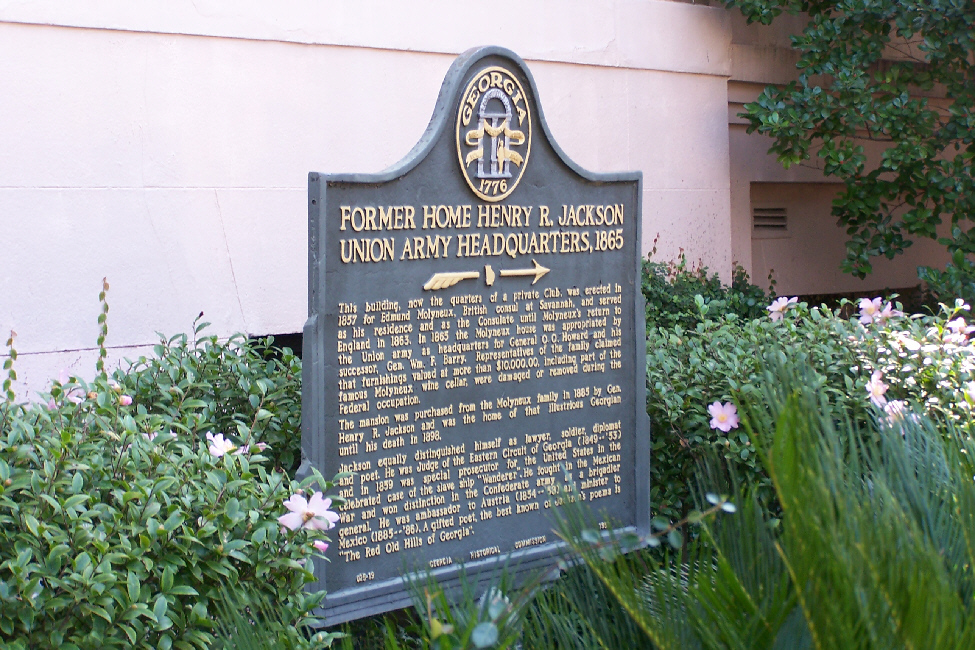 GEORGIA
1776
FORMER HOME HENRY R. JACKSON
UNION ARMY HEADQUARTERS, 1865
This building, now the quarters of a private Club, was erected in
1857 for Edmund Molyneux, British consul at Savannah, and served
as his residence and as the Consulate until Molyneux's return to
England in 1863. In 1865 the Molyneux house was appropriated by
the Union army as headquarters for General O. O. Howard and his
successor, Gen. Wm. F. Barry. Representatives of the family claimed
that furnishings valued at more than $10,000.00, including part of the
famous Molyneux wine cellar, were damaged or removed during the
Federal occupation.
The mansion was purchased from the Molyneux family in 1885 by Gen.
Henry R. Jackson and was the home of that illustrious Georgian
until his death in 1898.
Jackson equally distinguished himself as lawyer, soldier, diplomat
and poet. He was Judge of the Eastern Circuit of Georgia (1849--'53)
and in 1859 was special prosecutor for the United States in the
celebrated case of the slave ship "Wanderer". He fought in the Mexican
War and won distinction in the Confederate army as a brigadier
general. He was ambassador to Austria (1854--'58) and minister to
Mexico (1885--'86). A gifted poet, the best known of Jackson's poems is
"The Red Old Hills of Georgia".
025-19 GEORGIA HISTORICAL COMMISSION